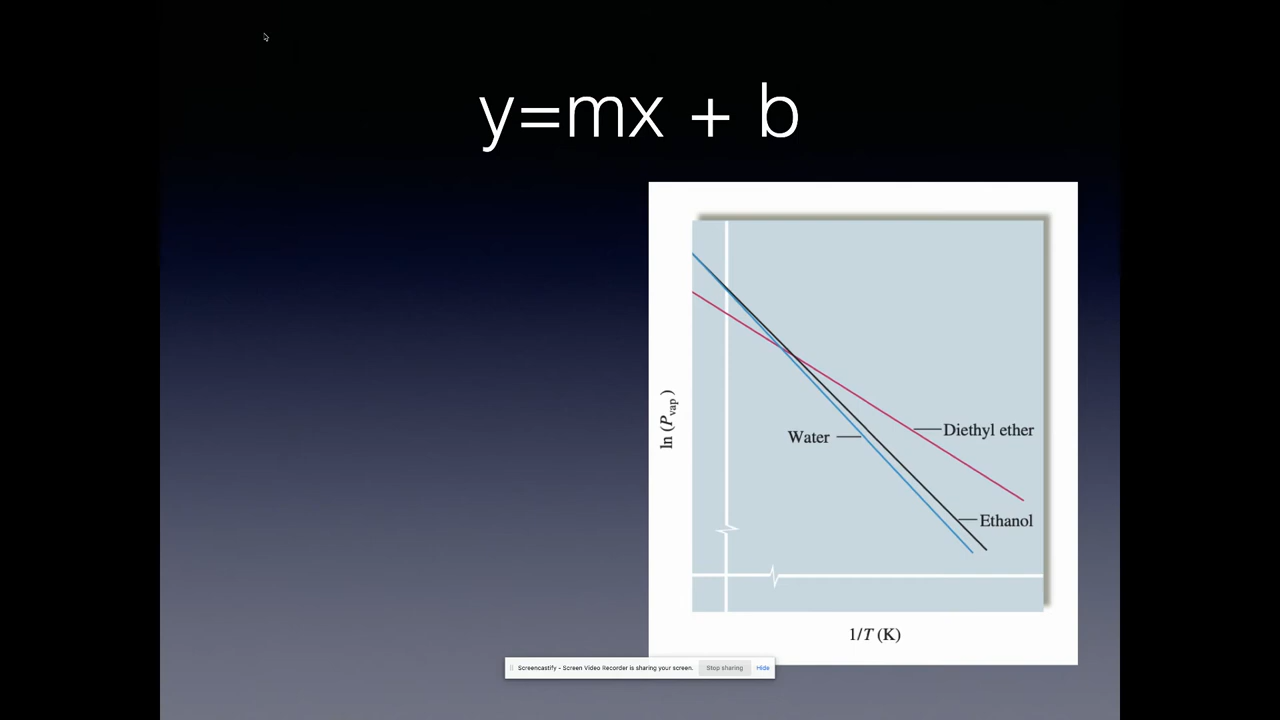 y=mx + b
ln (Pvap)
Water
Diethyl ether
Ethanol
1/T (K)
Screencastify - Screen Video Recorder is sharing your screen. Stop sharing Hide